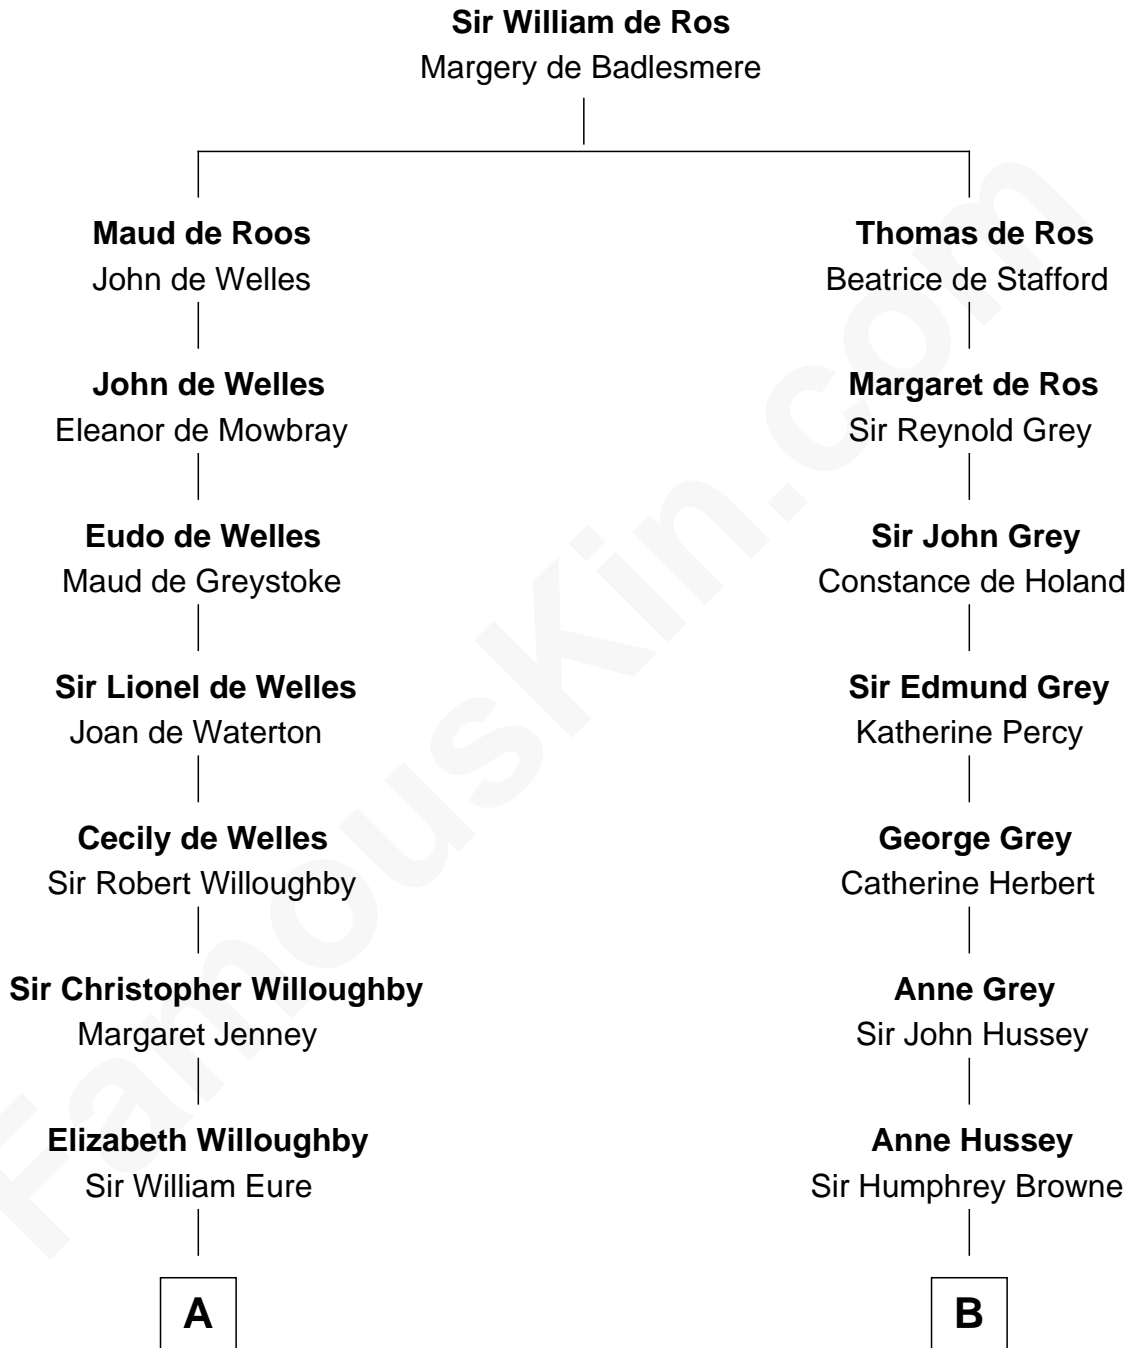 Sir William de Ros
Margery de Badlesmere
Maud de Roos
John de Welles
Thomas de Ros
Beatrice de Stafford
John de Welles
Eleanor de Mowbray
Margaret de Ros
Sir Reynold Grey
Eudo de Welles
Maud de Greystoke
Sir John Grey
Constance de Holand
Sir Lionel de Welles
Joan de Waterton
Sir Edmund Grey
Katherine Percy
Cecily de Welles
Sir Robert Willoughby
George Grey
Catherine Herbert
Sir Christopher Willoughby
Margaret Jenney
Anne Grey
Sir John Hussey
Elizabeth Willoughby
Sir William Eure
Anne Hussey
Sir Humphrey Browne
A
B
FamousKin.com